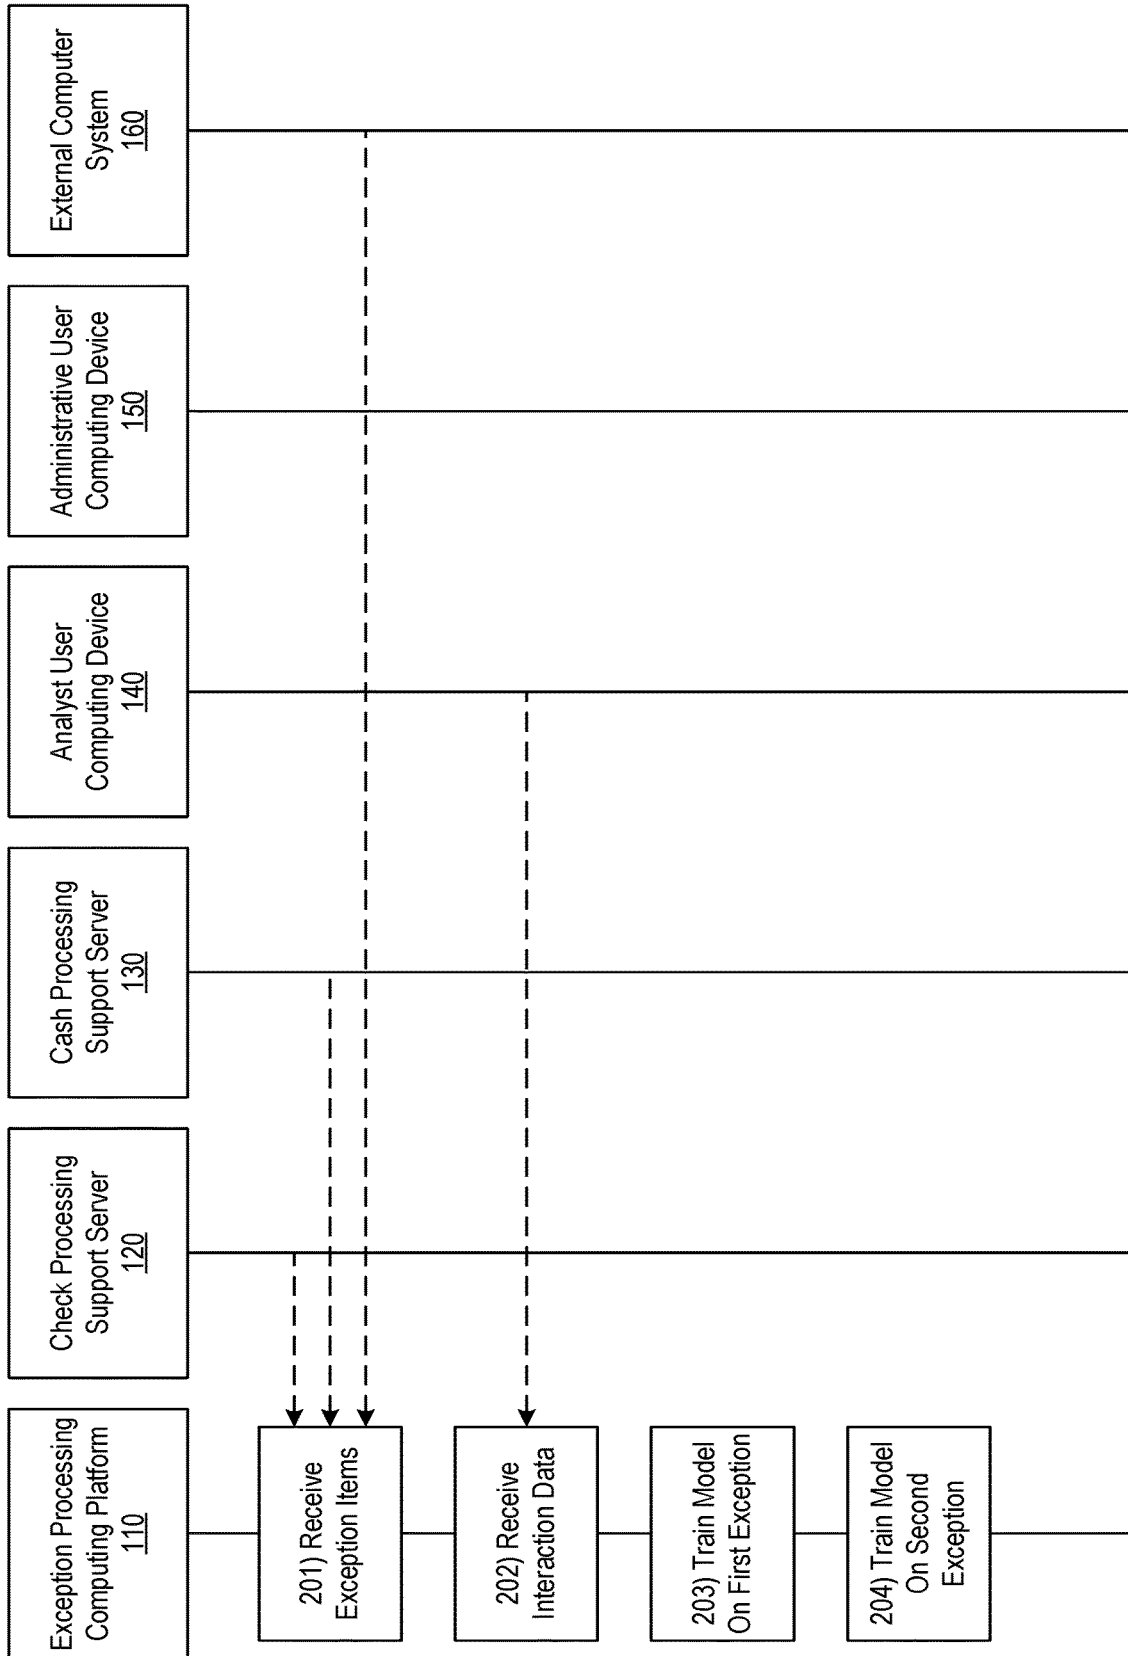 Exception Processing
Computing Platform
110
Check Processing
Support Server
120
Cash Processing
Support Server
130
Analyst User
Computing Device
140
Administrative User
Computing Device
150
External Computer
System
160
201) Receive
Exception Items
202) Receive
Interaction Data
203) Train Model
On First Exception
204) Train Model
On Second
Exception